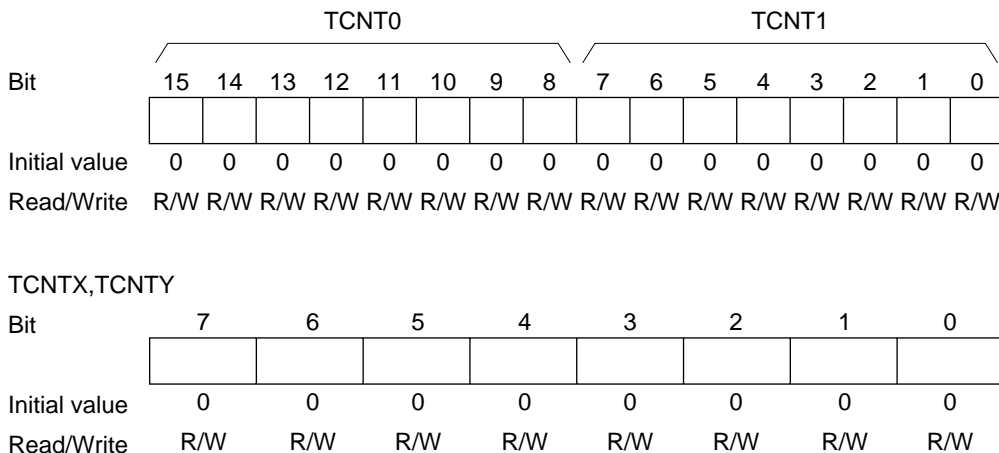 TCNT0 TCNT1
Bit 15 14 13 12 11 10 9 8 7 6 5 4 3 2 1 0
Initial value 0 0 0 0 0 0 0 0 0 0 0 0 0 0 0 0
Read/Write R/W R/W R/W R/W R/W R/W R/W R/W R/W R/W R/W R/W R/W R/W R/W R/W
TCNTX,TCNTY
Bit 7 6 5 4 3 2 1 0
Initial value 0 0 0 0 0 0 0 0
Read/Write R/W R/W R/W R/W R/W R/W R/W R/W